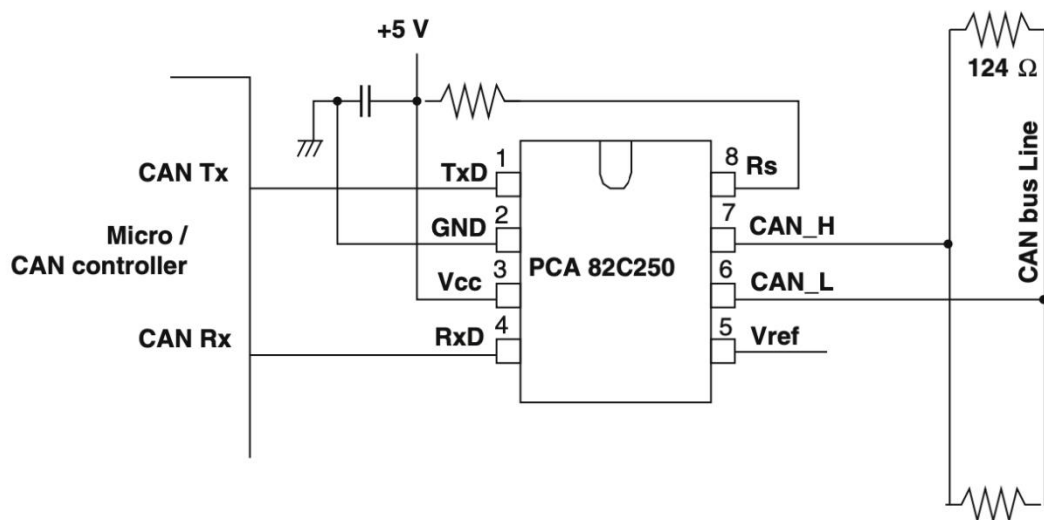 +5 V
124 Ω
1
8
CAN Tx
TxD
Rs
2
7
Micro /
CAN controller
GND
CAN_H
PCA 82C250
3
6
Vcc
CAN_L
4
5
CAN Rx
RxD
Vref
CAN bus Line